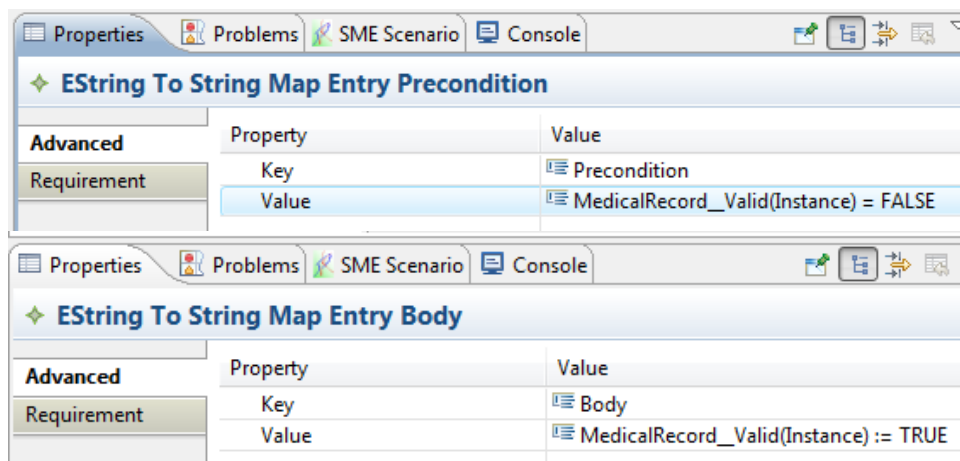 Properties Problems SME Scenario Console
EString To String Map Entry Precondition
Advanced Property Value
Requirement Key Precondition
Value MedicalRecord__Valid(Instance) = FALSE
Properties Problems SME Scenario Console
EString To String Map Entry Body
Advanced Property Value
Requirement Key Body
Value MedicalRecord__Valid(Instance) := TRUE